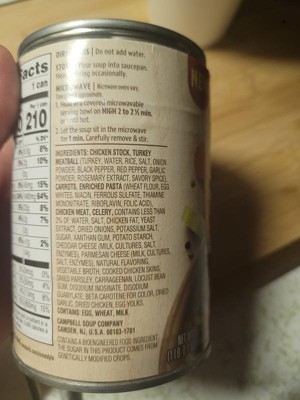 Facts
1 can
DIRECTIONS | Do not add water.
STOVE Pour soup into saucepan.
Heat, stirring occasionally.
MICROWAVE | Microwave ovens vary.
210
serving bowl on HIGH 2 to 2½ min.
2. Let the soup sit in the microwave
for 1 min. Carefully remove & stir.
INGREDIENTS: CHICKEN STOCK, TURKEY
MEATBALL (TURKEY, WATER, RICE, SALT, ONION
POWDER, BLACK PEPPER, RED PEPPER, GARLIC
POWDER, ROSEMARY EXTRACT, SAVORY SPICE),
CARROTS, ENRICHED PASTA (WHEAT FLOUR, EGG
WHITES, NIACIN, FERROUS SULFATE, THIAMINE
MONONITRATE, RIBOFLAVIN, FOLIC ACID),
CHICKEN MEAT, CELERY, CONTAINS LESS THAN
2% OF: WATER, SALT, CHICKEN FAT, YEAST
EXTRACT, DRIED ONIONS, POTASSIUM SALT,
SUGAR, XANTHAN GUM, POTATO STARCH,
CHEDDAR CHEESE (MILK, CULTURES, SALT,
ENZYMES), PARMESAN CHEESE (MILK, CULTURES,
SALT, ENZYMES), NATURAL FLAVORING,
VEGETABLE BROTH, COOKED CHICKEN SKINS,
DRIED PARSLEY, CARRAGEENAN, LOCUST BEAN
GUM, DISODIUM INOSINATE, DISODIUM
GUANYLATE, BETA CAROTENE FOR COLOR, DRIED
GARLIC, DRIED CHICKEN, EGG YOLKS.
CONTAINS: EGG, WHEAT, MILK.
CAMPBELL SOUP COMPANY
CAMDEN, NJ, U.S.A. 08103-1701
CONTAINS A BIOENGINEERED FOOD INGREDIENT.
THE SUGAR IN THIS PRODUCT COMES FROM
GENETICALLY MODIFIED CROPS.
8%
10%
15%
64%
8%
2%